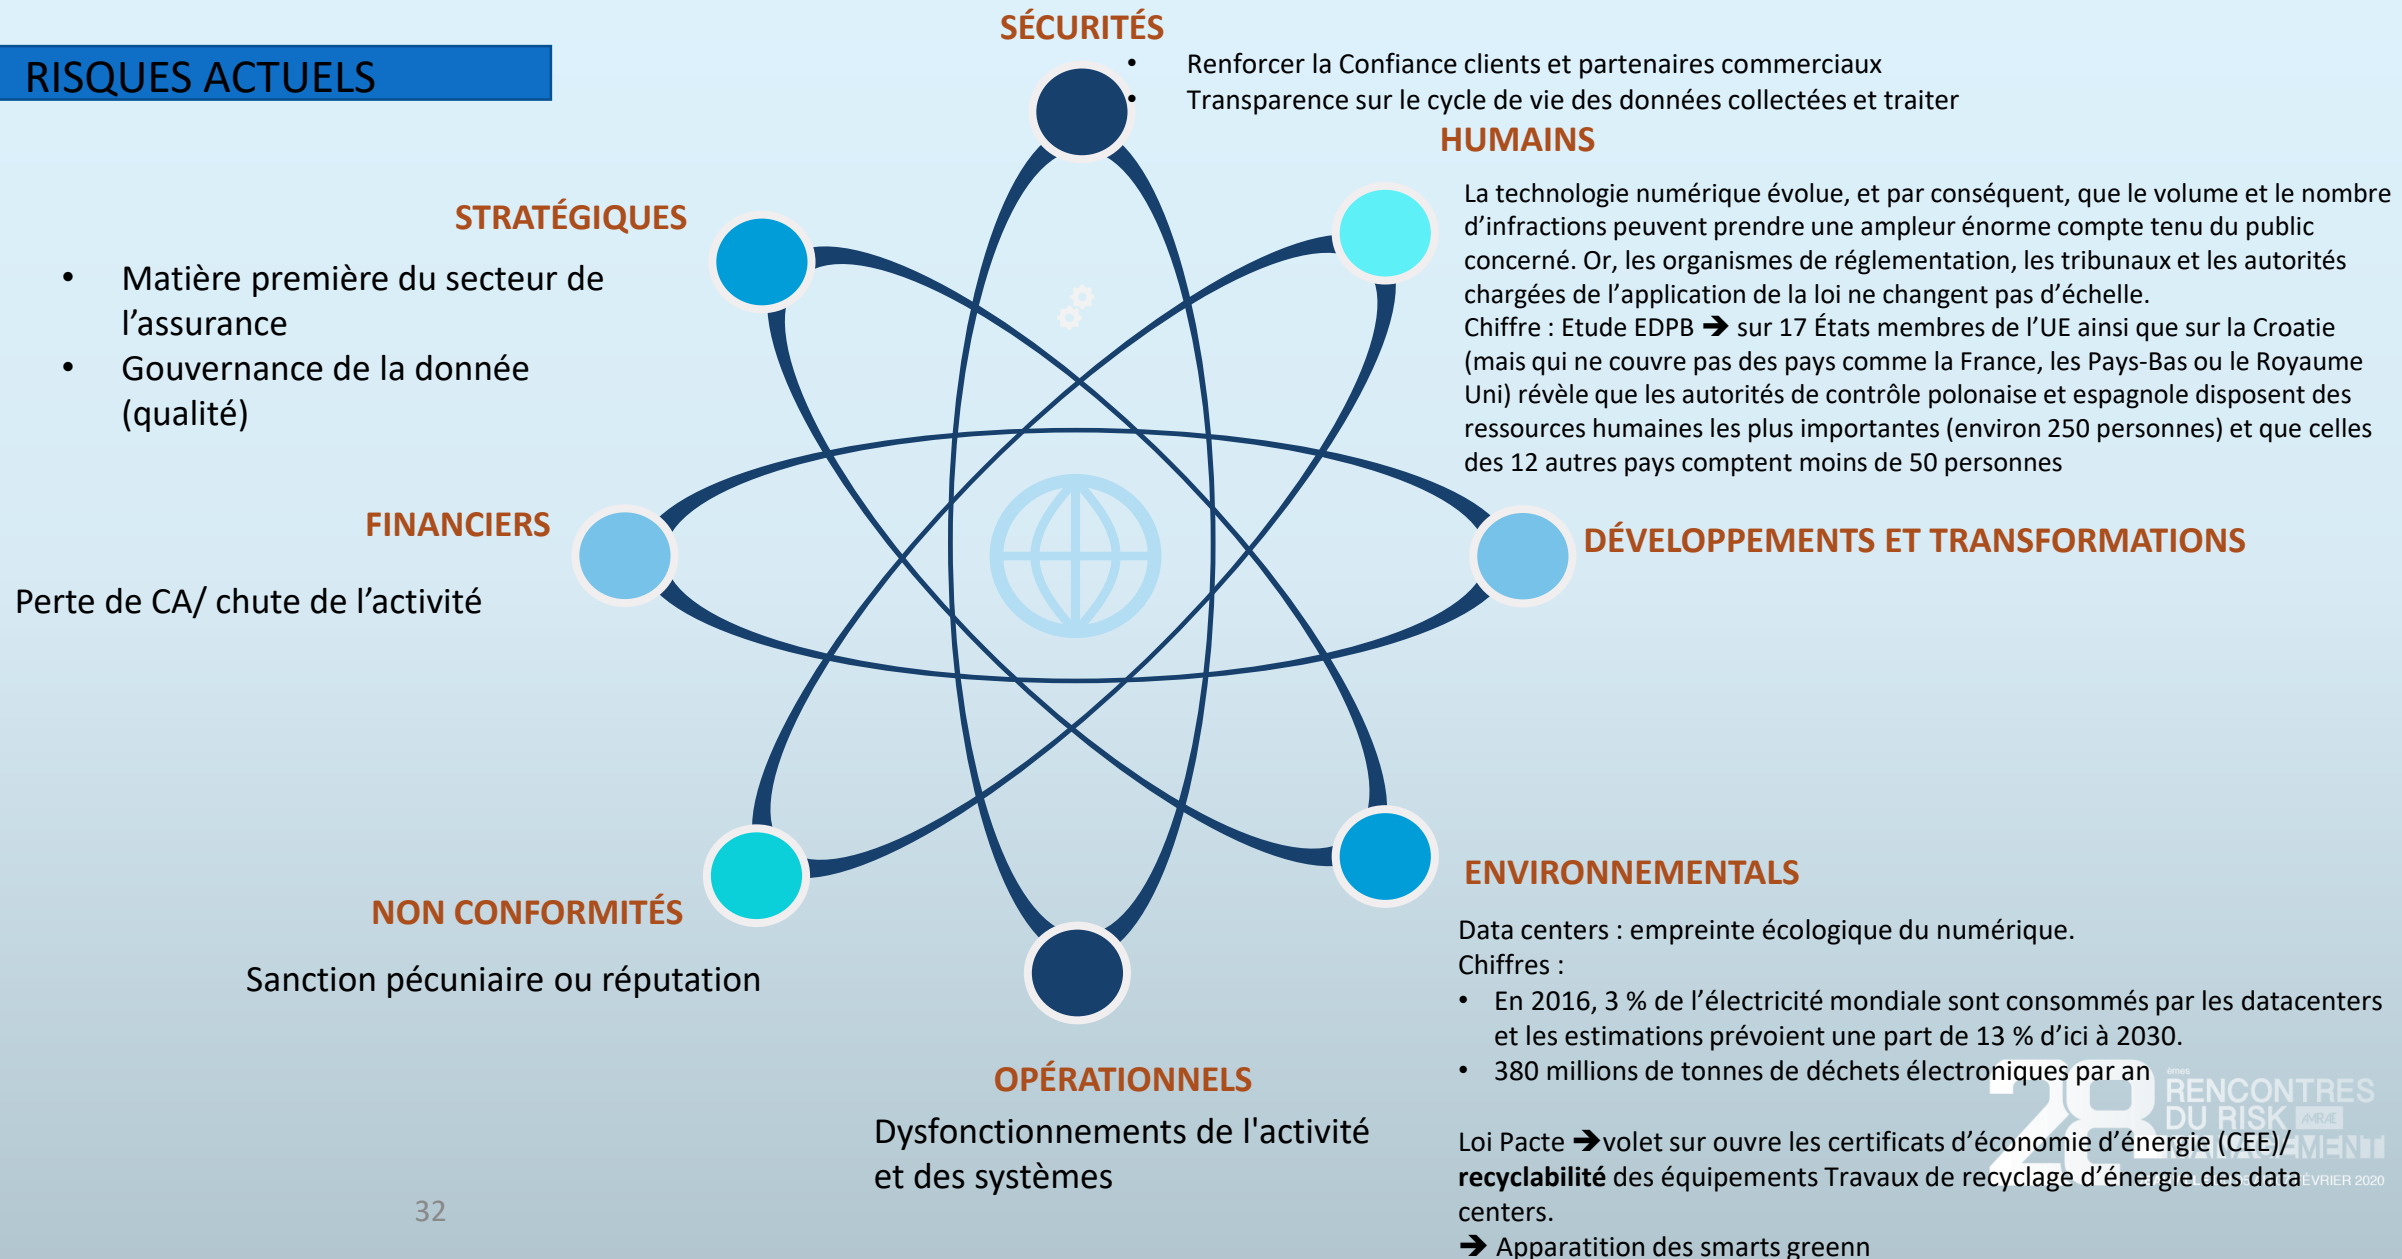 RISQUES ACTUELS
SÉCURITÉS
• Renforcer la Confiance clients et partenaires commerciaux
• Transparence sur le cycle de vie des données collectées et traiter
HUMAINS
La technologie numérique évolue, et par conséquent, que le volume et le nombre
d’infractions peuvent prendre une ampleur énorme compte tenu du public
concerné. Or, les organismes de réglementation, les tribunaux et les autorités
chargées de l’application de la loi ne changent pas d’échelle.
Chiffre : Etude EDPB ➔ sur 17 États membres de l’UE ainsi que sur la Croatie
(mais qui ne couvre pas des pays comme la France, les Pays-Bas ou le Royaume
Uni) révèle que les autorités de contrôle polonaise et espagnole disposent des
ressources humaines les plus importantes (environ 250 personnes) et que celles
des 12 autres pays comptent moins de 50 personnes
STRATÉGIQUES
• Matière première du secteur de
l’assurance
• Gouvernance de la donnée
(qualité)
FINANCIERS
Perte de CA/ chute de l’activité
DÉVELOPPEMENTS ET TRANSFORMATIONS
NON CONFORMITÉS
Sanction pécuniaire ou réputation
ENVIRONNEMENTALS
Data centers : empreinte écologique du numérique.
Chiffres :
• En 2016, 3 % de l’électricité mondiale sont consommés par les datacenters
et les estimations prévoient une part de 13 % d’ici à 2030.
• 380 millions de tonnes de déchets électroniques par an
Loi Pacte ➔volet sur ouvre les certificats d’économie d’énergie (CEE)/
recyclabilité des équipements Travaux de recyclage d’énergie des data
centers.
➔ Apparatition des smarts greenn
OPÉRATIONNELS
Dysfonctionnements de l'activité
et des systèmes
28 èmes
RENCONTRES
DU RISK AMRAE
MANAGEMENT
FÉVRIER 2020
32